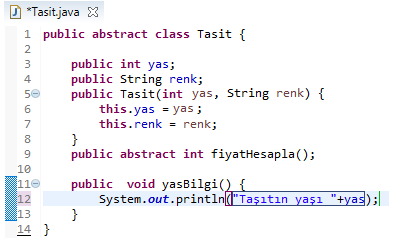 *Tasit.java
1 public abstract class Tasit {
2
3 public int yas;
4 public String renk;
5 public Tasit(int yas, String renk) {
6 this.yas = yas;
7 this.renk = renk;
8 }
9 public abstract int fiyatHesapla();
10
11 public  void yasBilgi() {
12 System.out.println("Taşıtın yaşı "+yas);
13 }
14 }